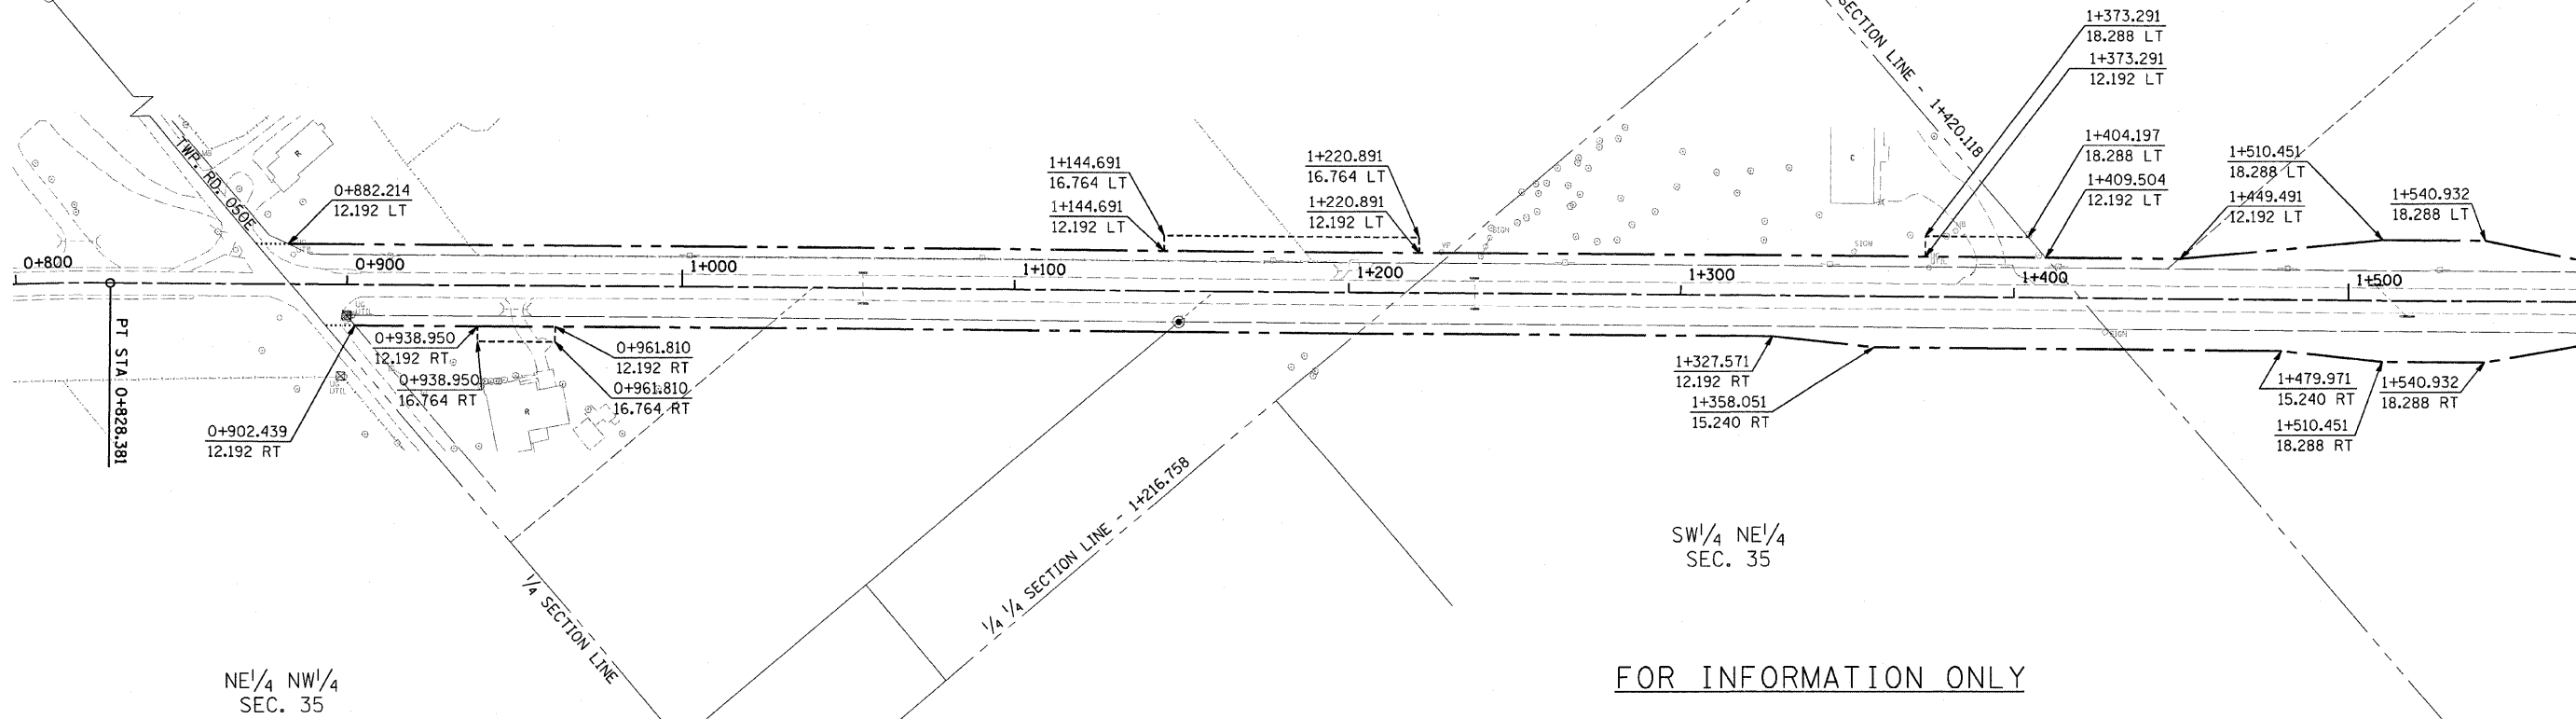 1+373.291
18.288 LT
1+373.291
12.192 LT
SECTION LINE - 1+420.118
1+404.197
18.288 LT
1+409.504
12.192 LT
1+510.451
18.288 LT
1+449.491
12.192 LT
1+540.932
18.288 LT
1+144.691
16.764 LT
1+144.691
12.192 LT
1+220.891
16.764 LT
1+220.891
12.192 LT
TWP. RD. 050E
R
C
0+882.214
12.192 LT
SIGN
SIGN
MB
0+800
0+900
1+000
1+100
1+200
1+300
1+400
1+500
SIGN
PT STA 0+828.381
0+938.950
12.192 RT
0+938.950
16.764 RT
0+961.810
12.192 RT
0+961.810
16.764 RT
R
UG
UTIL
0+902.439
12.192 RT
1+327.571
12.192 RT
1+358.051
15.240 RT
1+479.971
15.240 RT
1+510.451
18.288 RT
1+540.932
18.288 RT
1/4 SECTION LINE
1/4 1/4 SECTION LINE - 1+216.758
SW1/4 NE1/4
SEC. 35
NE1/4 NW1/4
SEC. 35
FOR INFORMATION ONLY